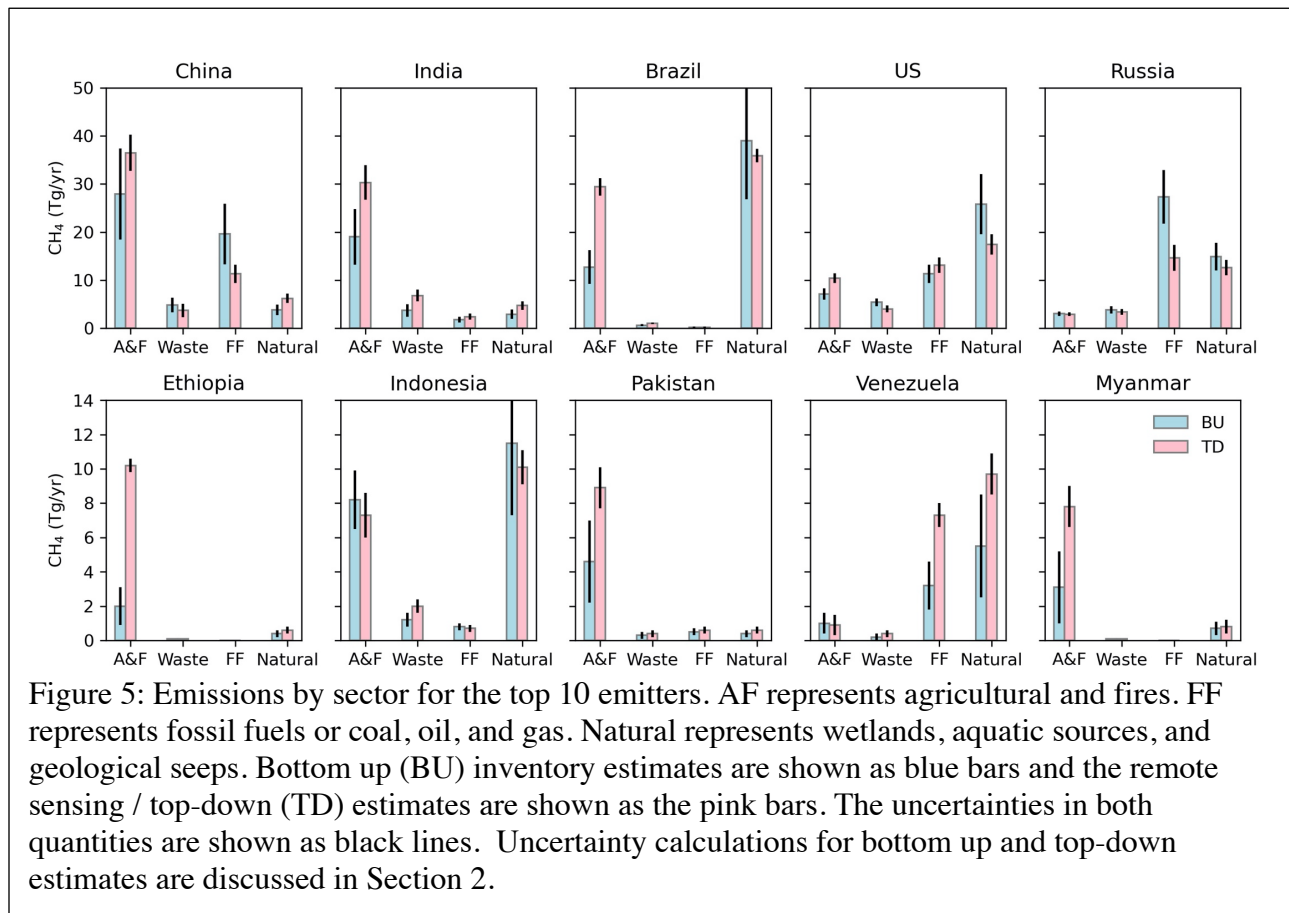 China India Brazil US Russia
50
40
30
20
10
0
CH₄ (Tg/yr)
A&F Waste FF Natural A&F Waste FF Natural A&F Waste FF Natural A&F Waste FF Natural A&F Waste FF Natural
Ethiopia Indonesia Pakistan Venezuela Myanmar
14
12
10
8
6
4
2
0
CH₄ (Tg/yr)
BU
TD
A&F Waste FF Natural A&F Waste FF Natural A&F Waste FF Natural A&F Waste FF Natural A&F Waste FF Natural
Figure 5: Emissions by sector for the top 10 emitters. AF represents agricultural and fires. FF
represents fossil fuels or coal, oil, and gas. Natural represents wetlands, aquatic sources, and
geological seeps. Bottom up (BU) inventory estimates are shown as blue bars and the remote
sensing / top-down (TD) estimates are shown as the pink bars. The uncertainties in both
quantities are shown as black lines.  Uncertainty calculations for bottom up and top-down
estimates are discussed in Section 2.